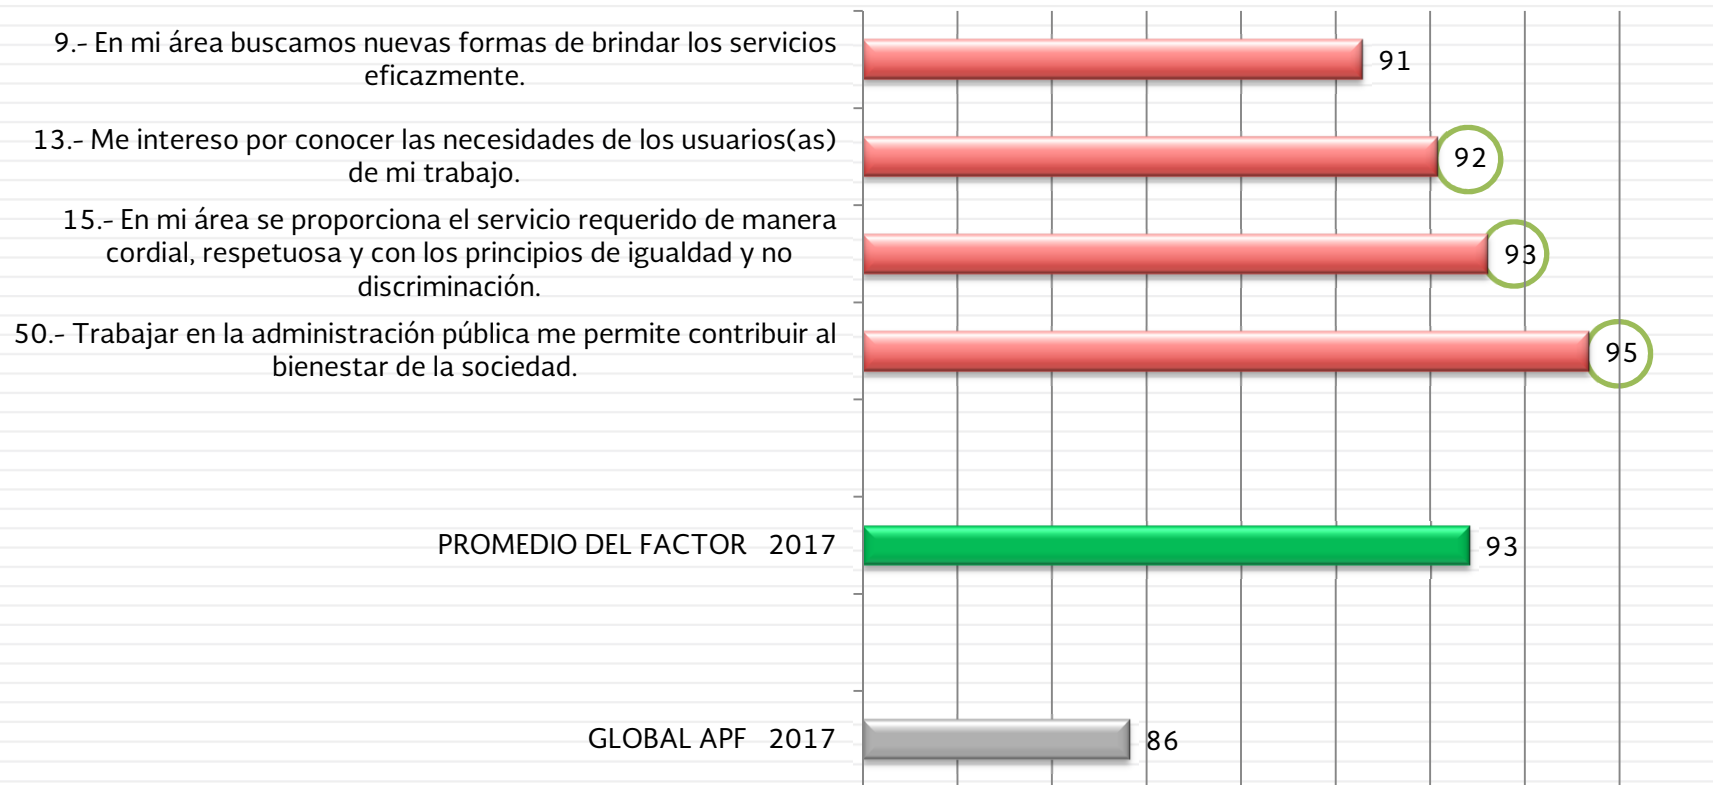 9.- En mi área buscamos nuevas formas de brindar los servicios
eficazmente.
91
13.- Me intereso por conocer las necesidades de los usuarios(as)
de mi trabajo.
92
15.- En mi área se proporciona el servicio requerido de manera
cordial, respetuosa y con los principios de igualdad y no
discriminación.
93
50.- Trabajar en la administración pública me permite contribuir al
bienestar de la sociedad.
95
PROMEDIO DEL FACTOR 2017
93
GLOBAL APF 2017
86